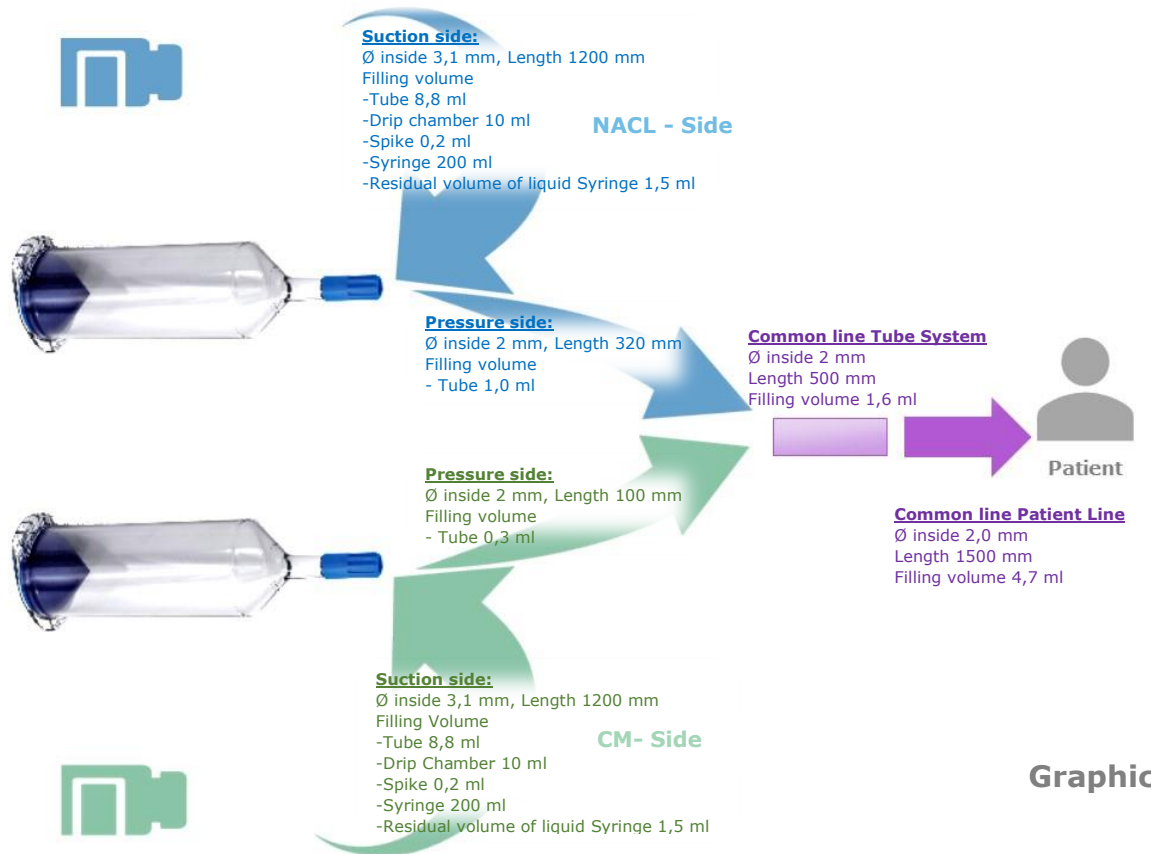 Suction side:
Ø inside 3,1 mm, Length 1200 mm
Filling volume
-Tube 8,8 ml
-Drip chamber 10 ml
-Spike 0,2 ml
-Syringe 200 ml
-Residual volume of liquid Syringe 1,5 ml
NACL - Side
Pressure side:
Ø inside 2 mm, Length 320 mm
Filling volume
- Tube 1,0 ml
Common line Tube System
Ø inside 2 mm
Length 500 mm
Filling volume 1,6 ml
Patient
Pressure side:
Ø inside 2 mm, Length 100 mm
Filling volume
- Tube 0,3 ml
Common line Patient Line
Ø inside 2,0 mm
Length 1500 mm
Filling volume 4,7 ml
Suction side:
Ø inside 3,1 mm, Length 1200 mm
Filling Volume
-Tube 8,8 ml
-Drip Chamber 10 ml
-Spike 0,2 ml
-Syringe 200 ml
-Residual volume of liquid Syringe 1,5 ml
CM- Side
Graphic